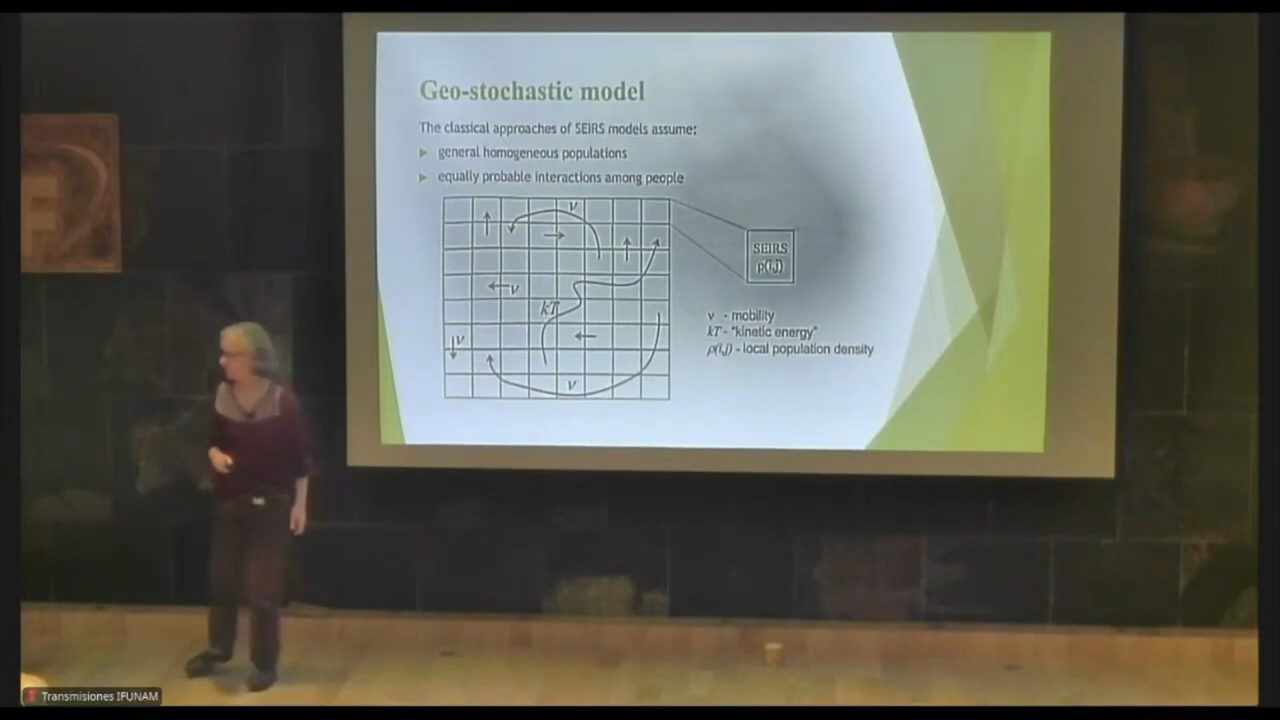 Geo-stochastic model
The classical approaches of SEIRS models assume:
general homogeneous populations
equally probable interactions among people
ν
ν
kT
ν
ν
SEIRS
ρ(i,j)
ν - mobility
kT - "kinetic energy"
ρ(i,j) - local population density
Transmisiones IFUNAM